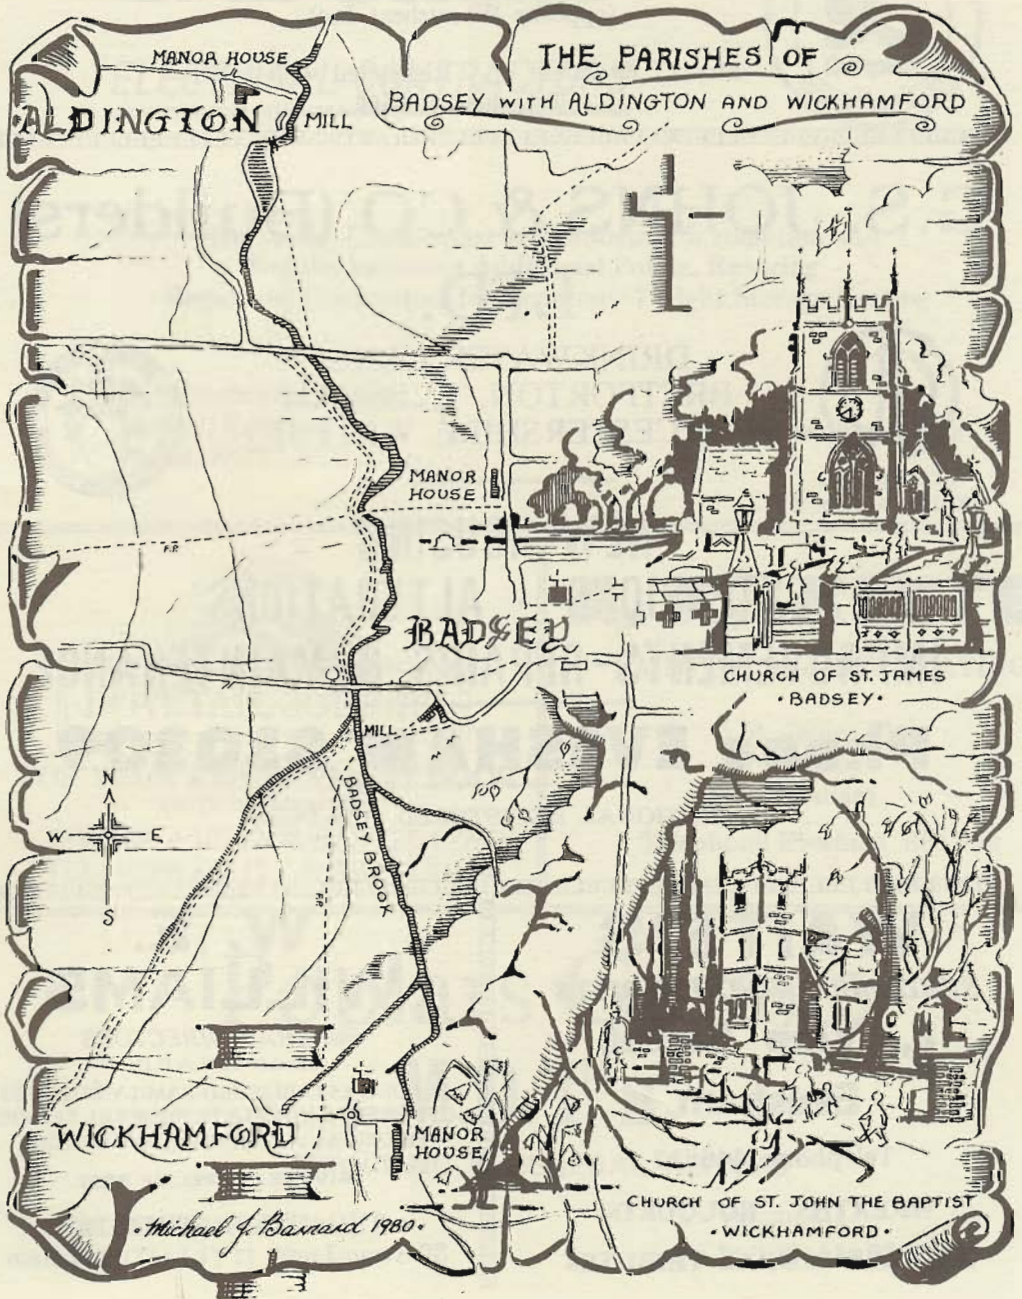 THE PARISHES OF
BADSEY WITH ALDINGTON AND WICKHAMFORD
MANOR HOUSE
ALDINGTON
MILL
MANOR
HOUSE
F.P.
BADSEY
CHURCH OF ST. JAMES
· BADSEY ·
MILL
BADSEY BROOK
N
W E
S
F.P.
WICKHAMFORD
MANOR
HOUSE
CHURCH OF ST. JOHN THE BAPTIST
· WICKHAMFORD ·
· Michael J. Barnard 1980 ·